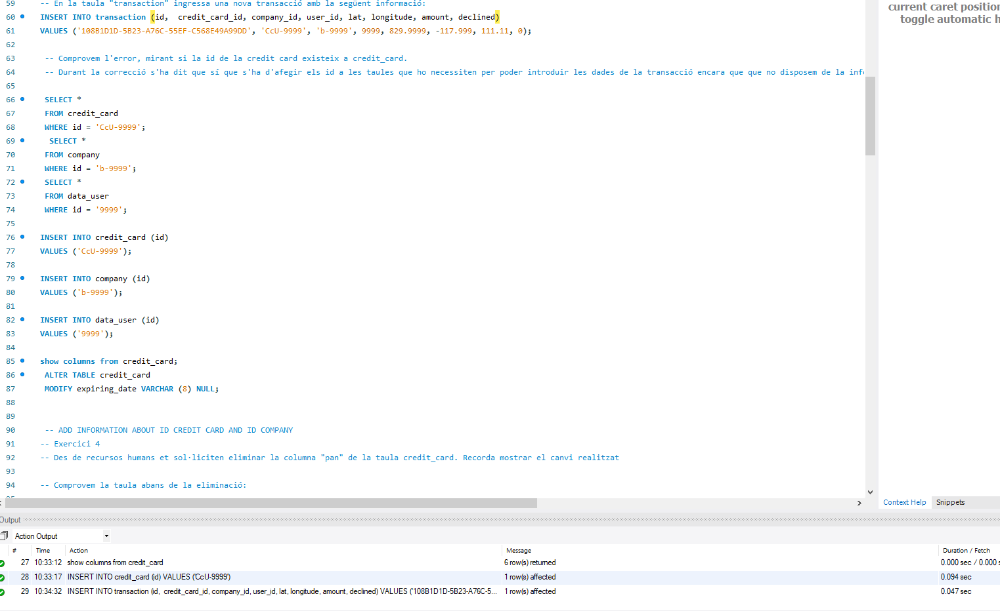 59 -- En la taula "transaction" ingressa una nova transacció amb la següent informació:
60 INSERT INTO transaction (id,  credit_card_id, company_id, user_id, lat, longitude, amount, declined)
61 VALUES ('108B1D1D-5B23-A76C-55EF-C568E49A99DD', 'CcU-9999', 'b-9999', 9999, 829.9999, -117.999, 111.11, 0);
62
63 -- Comprovem l'error, mirant si la id de la credit card existeix a credit_card.
64 -- Durant la correcció s'ha dit que sí que s'ha d'afegir els id a les taules que ho necessiten per poder introduir les dades de la transacció encara que que no disposem de la inf
65
66 SELECT *
67 FROM credit_card
68 WHERE id = 'CcU-9999';
69 SELECT *
70 FROM company
71 WHERE id = 'b-9999';
72 SELECT *
73 FROM data_user
74 WHERE id = '9999';
75
76 INSERT INTO credit_card (id)
77 VALUES ('CcU-9999');
78
79 INSERT INTO company (id)
80 VALUES ('b-9999');
81
82 INSERT INTO data_user (id)
83 VALUES ('9999');
84
85 show columns from credit_card;
86 ALTER TABLE credit_card
87 MODIFY expiring_date VARCHAR (8) NULL;
88
89
90 -- ADD INFORMATION ABOUT ID CREDIT CARD AND ID COMPANY
91 -- Exercici 4
92 -- Des de recursos humans et sol·liciten eliminar la columna "pan" de la taula credit_card. Recorda mostrar el canvi realitzat
93
94 -- Comprovem la taula abans de la eliminació:
current caret position
toggle automatic h
Context Help Snippets
Output
Action Output
# Time Action Message Duration / Fetch
27 10:33:12 show columns from credit_card 6 row(s) returned 0.000 sec / 0.000 s
28 10:33:17 INSERT INTO credit_card (id) VALUES ('CcU-9999') 1 row(s) affected 0.094 sec
29 10:34:32 INSERT INTO transaction (id,  credit_card_id, company_id, user_id, lat, longitude, amount, declined) VALUES ('108B1D1D-5B23-A76C-5... 1 row(s) affected 0.047 sec